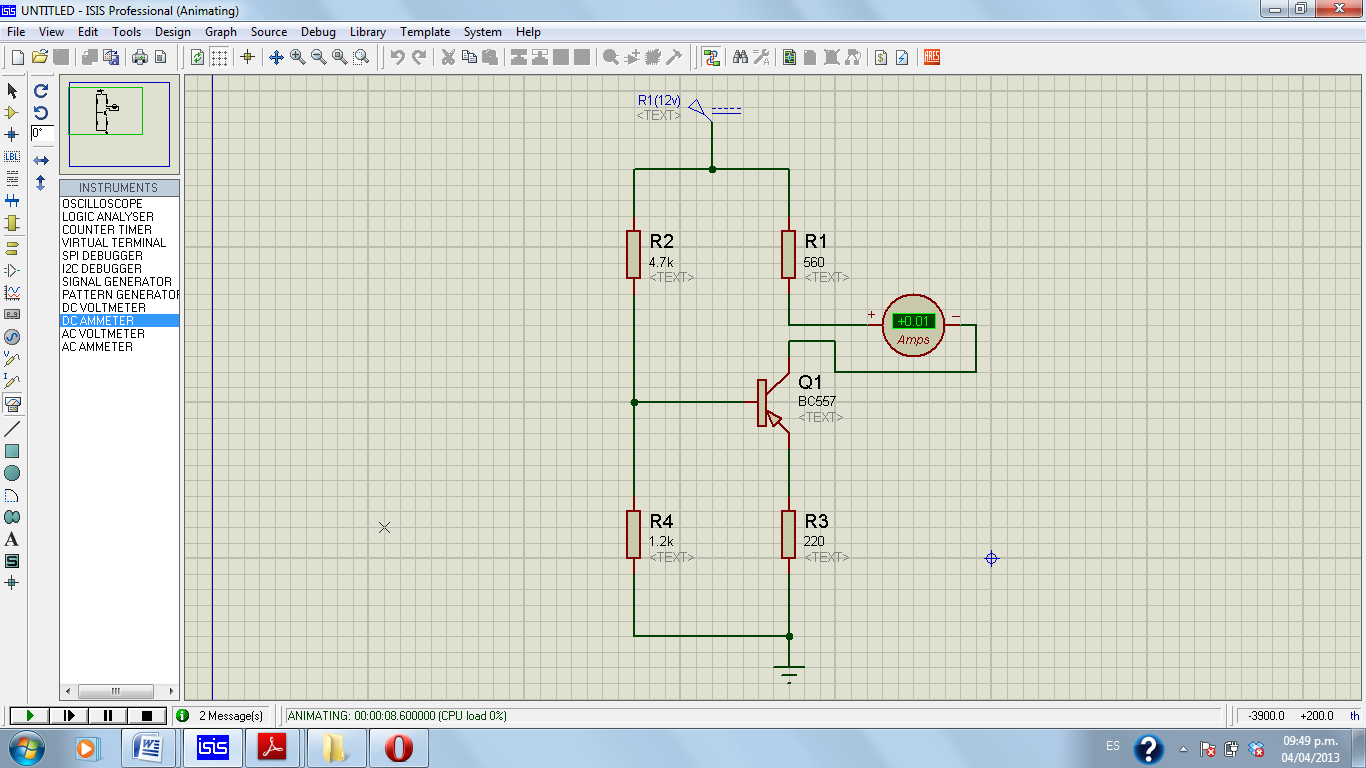 UNTITLED - ISIS Professional (Animating)
File View Edit Tools Design Graph Source Debug Library Template System Help
0°
LBL
ARES
INSTRUMENTS
OSCILLOSCOPE
LOGIC ANALYSER
COUNTER TIMER
VIRTUAL TERMINAL
SPI DEBUGGER
I2C DEBUGGER
SIGNAL GENERATOR
PATTERN GENERATOR
DC VOLTMETER
DC AMMETER
AC VOLTMETER
AC AMMETER
R1(12v)
<TEXT>
R2
4.7k
<TEXT>
R1
560
<TEXT>
+ −
+0.01
Amps
Q1
BC557
<TEXT>
R4
1.2k
<TEXT>
R3
220
<TEXT>
2 Message(s)
ANIMATING: 00:00:08.600000 (CPU load 0%)
-3900.0 +200.0 th
isis
ES
09:49 p.m.
04/04/2013